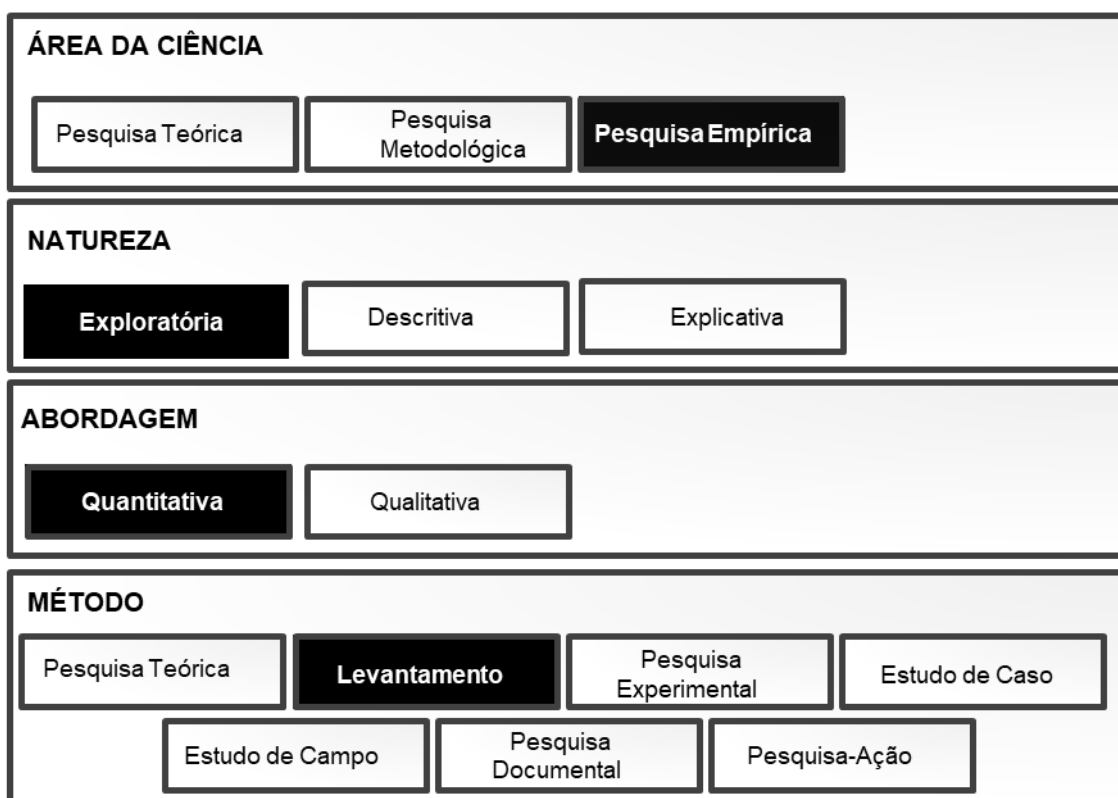 ÁREA DA CIÊNCIA
Pesquisa Teórica
Pesquisa
Metodológica
Pesquisa Empírica
NATUREZA
Exploratória
Descritiva
Explicativa
ABORDAGEM
Quantitativa
Qualitativa
MÉTODO
Pesquisa Teórica
Levantamento
Pesquisa
Experimental
Estudo de Caso
Estudo de Campo
Pesquisa
Documental
Pesquisa-Ação